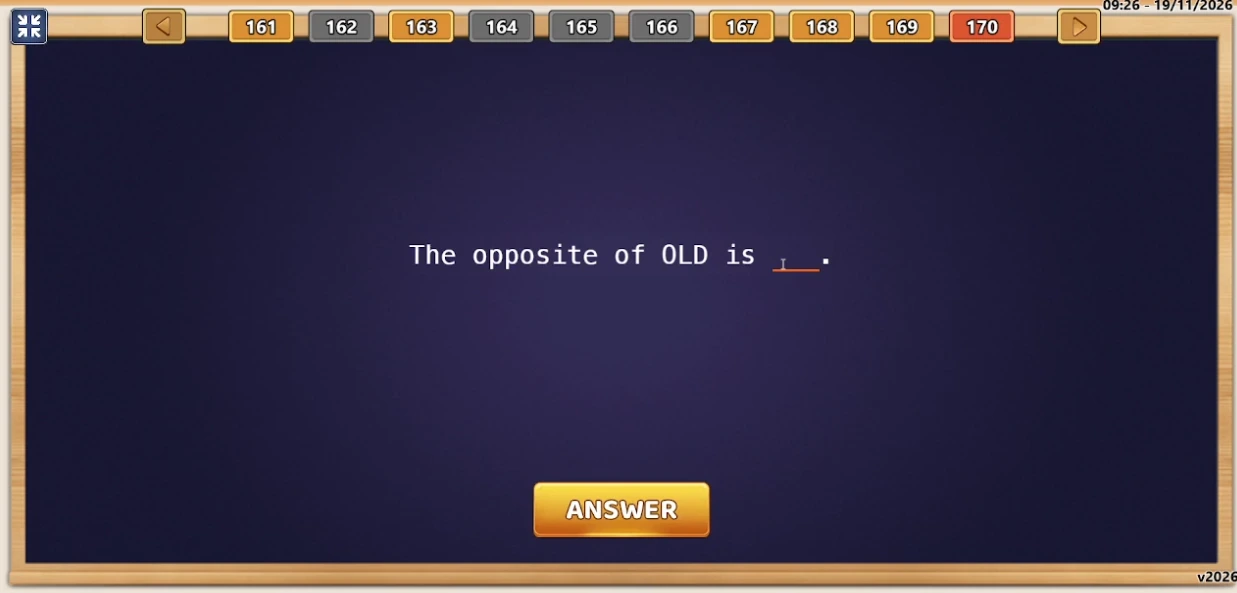 09:26 - 19/11/2026
161 162 163 164 165 166 167 168 169 170
The opposite of OLD is ___.
ANSWER
v2026